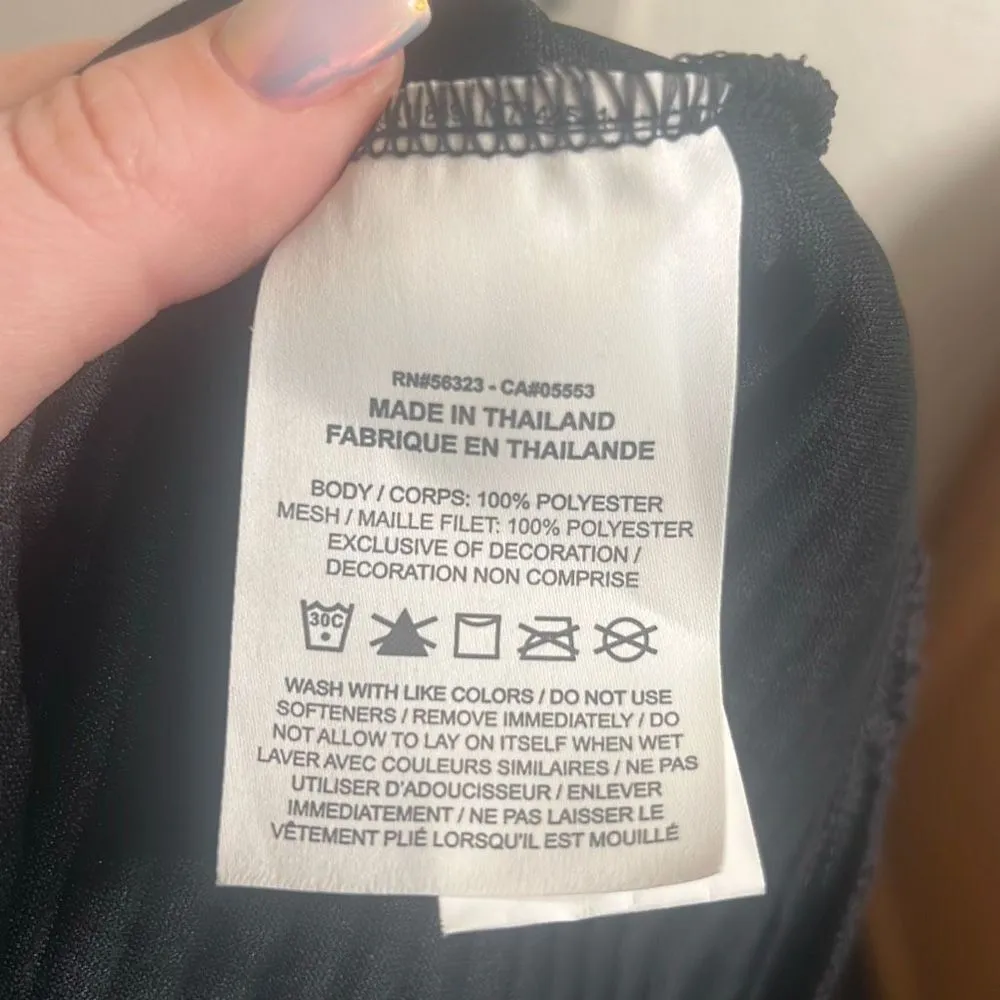 RN#56323 - CA#05553
MADE IN THAILAND
FABRIQUE EN THAILANDE
BODY / CORPS: 100% POLYESTER
MESH / MAILLE FILET: 100% POLYESTER
EXCLUSIVE OF DECORATION /
DECORATION NON COMPRISE
30C
WASH WITH LIKE COLORS / DO NOT USE
SOFTENERS / REMOVE IMMEDIATELY / DO
NOT ALLOW TO LAY ON ITSELF WHEN WET
LAVER AVEC COULEURS SIMILAIRES / NE PAS
UTILISER D'ADOUCISSEUR / ENLEVER
IMMEDIATEMENT / NE PAS LAISSER LE
VÊTEMENT PLIÉ LORSQU'IL EST MOUILLÉ